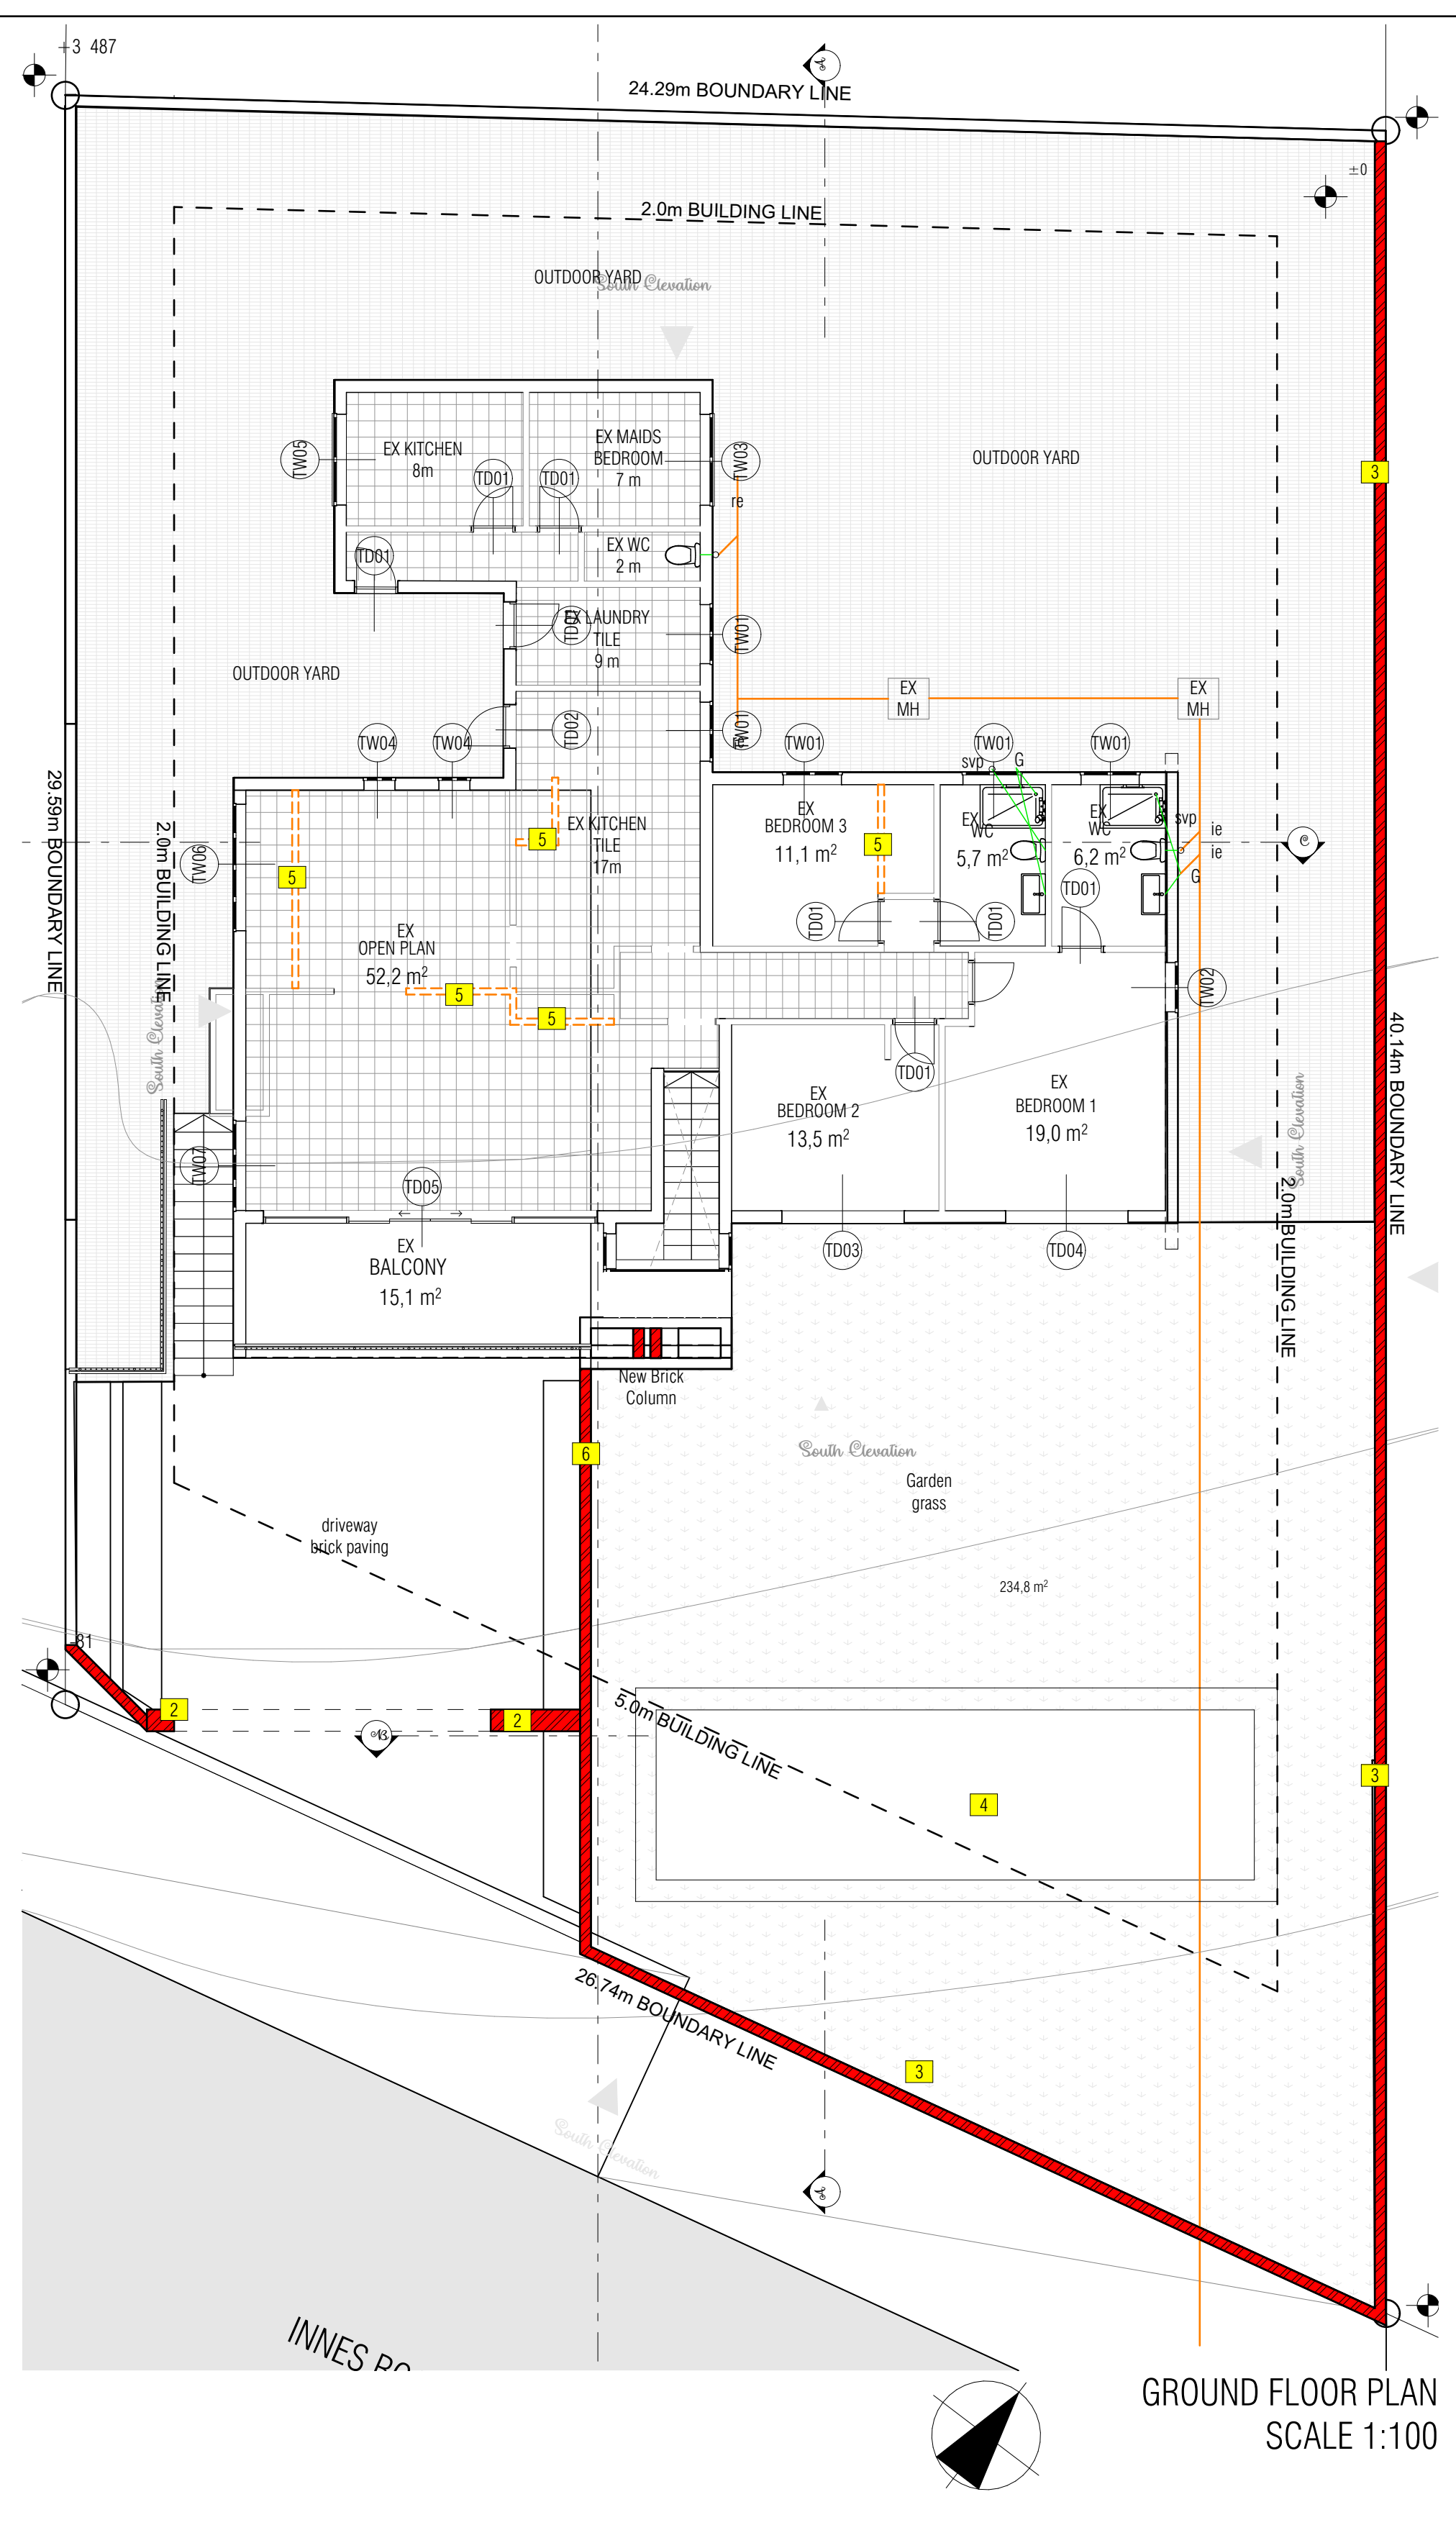 +3 487
24.29m BOUNDARY LINE
±0
2.0m BUILDING LINE
OUTDOOR YARD
South Elevation
TW05
EX KITCHEN
8m
EX MAIDS
BEDROOM
7 m
TW03
OUTDOOR YARD
3
TD01
TD01
re
TD01
EX WC
2 m
EX LAUNDRY
TILE
9 m
TD01
TW01
OUTDOOR YARD
EX
MH
EX
MH
TD02
TW01
re
TW04
TW04
TW01
TW01
TW01
svp
G
29.59m BOUNDARY LINE
2.0m BUILDING LINE
TW06
5
5
EX KITCHEN
TILE
17m
EX
BEDROOM 3
11,1 m²
5
EX
WC
5,7 m²
EX
WC
6,2 m²
svp
ie
ie
G
TD01
TD01
TD01
EX
OPEN PLAN
52,2 m²
5
5
TW02
South Elevation
TD01
EX
BEDROOM 2
13,5 m²
EX
BEDROOM 1
19,0 m²
40.14m BOUNDARY LINE
South Elevation
2.0m BUILDING LINE
TW07
TD05
EX
BALCONY
15,1 m²
TD03
TD04
New Brick
Column
6
South Elevation
Garden
grass
driveway
brick paving
234,8 m²
-81
2
2
B
5.0m BUILDING LINE
3
4
26.74m BOUNDARY LINE
3
South Elevation
A
A
INNES
GROUND FLOOR PLAN
SCALE 1:100